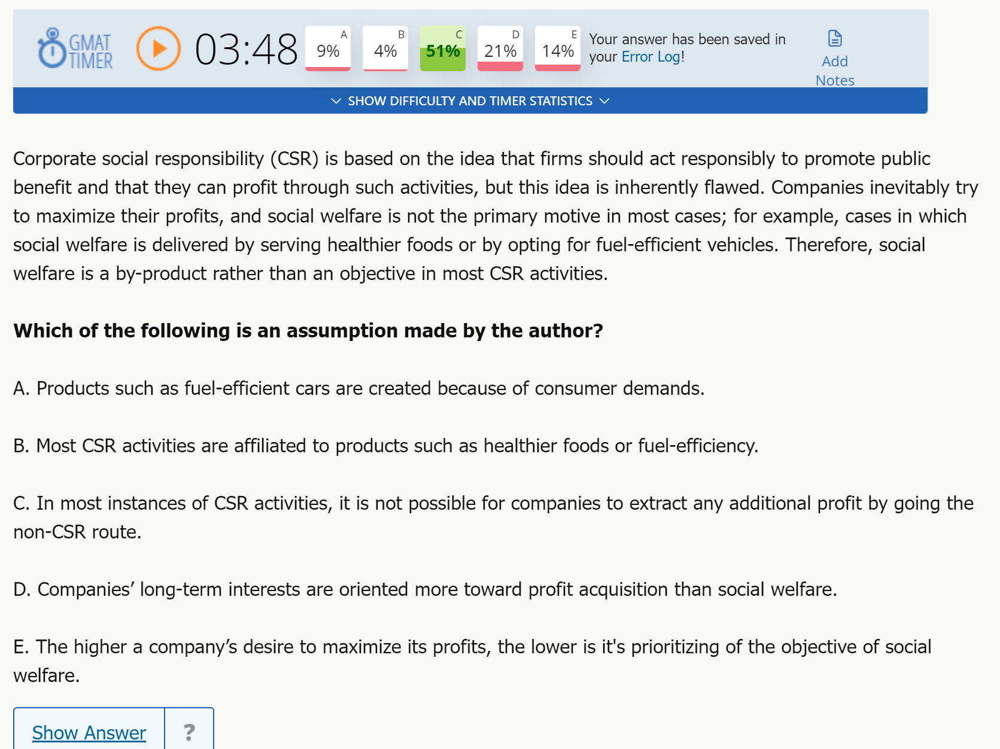 GMAT
TIMER
03:48
A
9%
B
4%
C
51%
D
21%
E
14%
Your answer has been saved in
your Error Log!
Add
Notes
SHOW DIFFICULTY AND TIMER STATISTICS
Corporate social responsibility (CSR) is based on the idea that firms should act responsibly to promote public
benefit and that they can profit through such activities, but this idea is inherently flawed. Companies inevitably try
to maximize their profits, and social welfare is not the primary motive in most cases; for example, cases in which
social welfare is delivered by serving healthier foods or by opting for fuel-efficient vehicles. Therefore, social
welfare is a by-product rather than an objective in most CSR activities.
Which of the following is an assumption made by the author?
A. Products such as fuel-efficient cars are created because of consumer demands.
B. Most CSR activities are affiliated to products such as healthier foods or fuel-efficiency.
C. In most instances of CSR activities, it is not possible for companies to extract any additional profit by going the
non-CSR route.
D. Companies’ long-term interests are oriented more toward profit acquisition than social welfare.
E. The higher a company’s desire to maximize its profits, the lower is it's prioritizing of the objective of social
welfare.
Show Answer
?